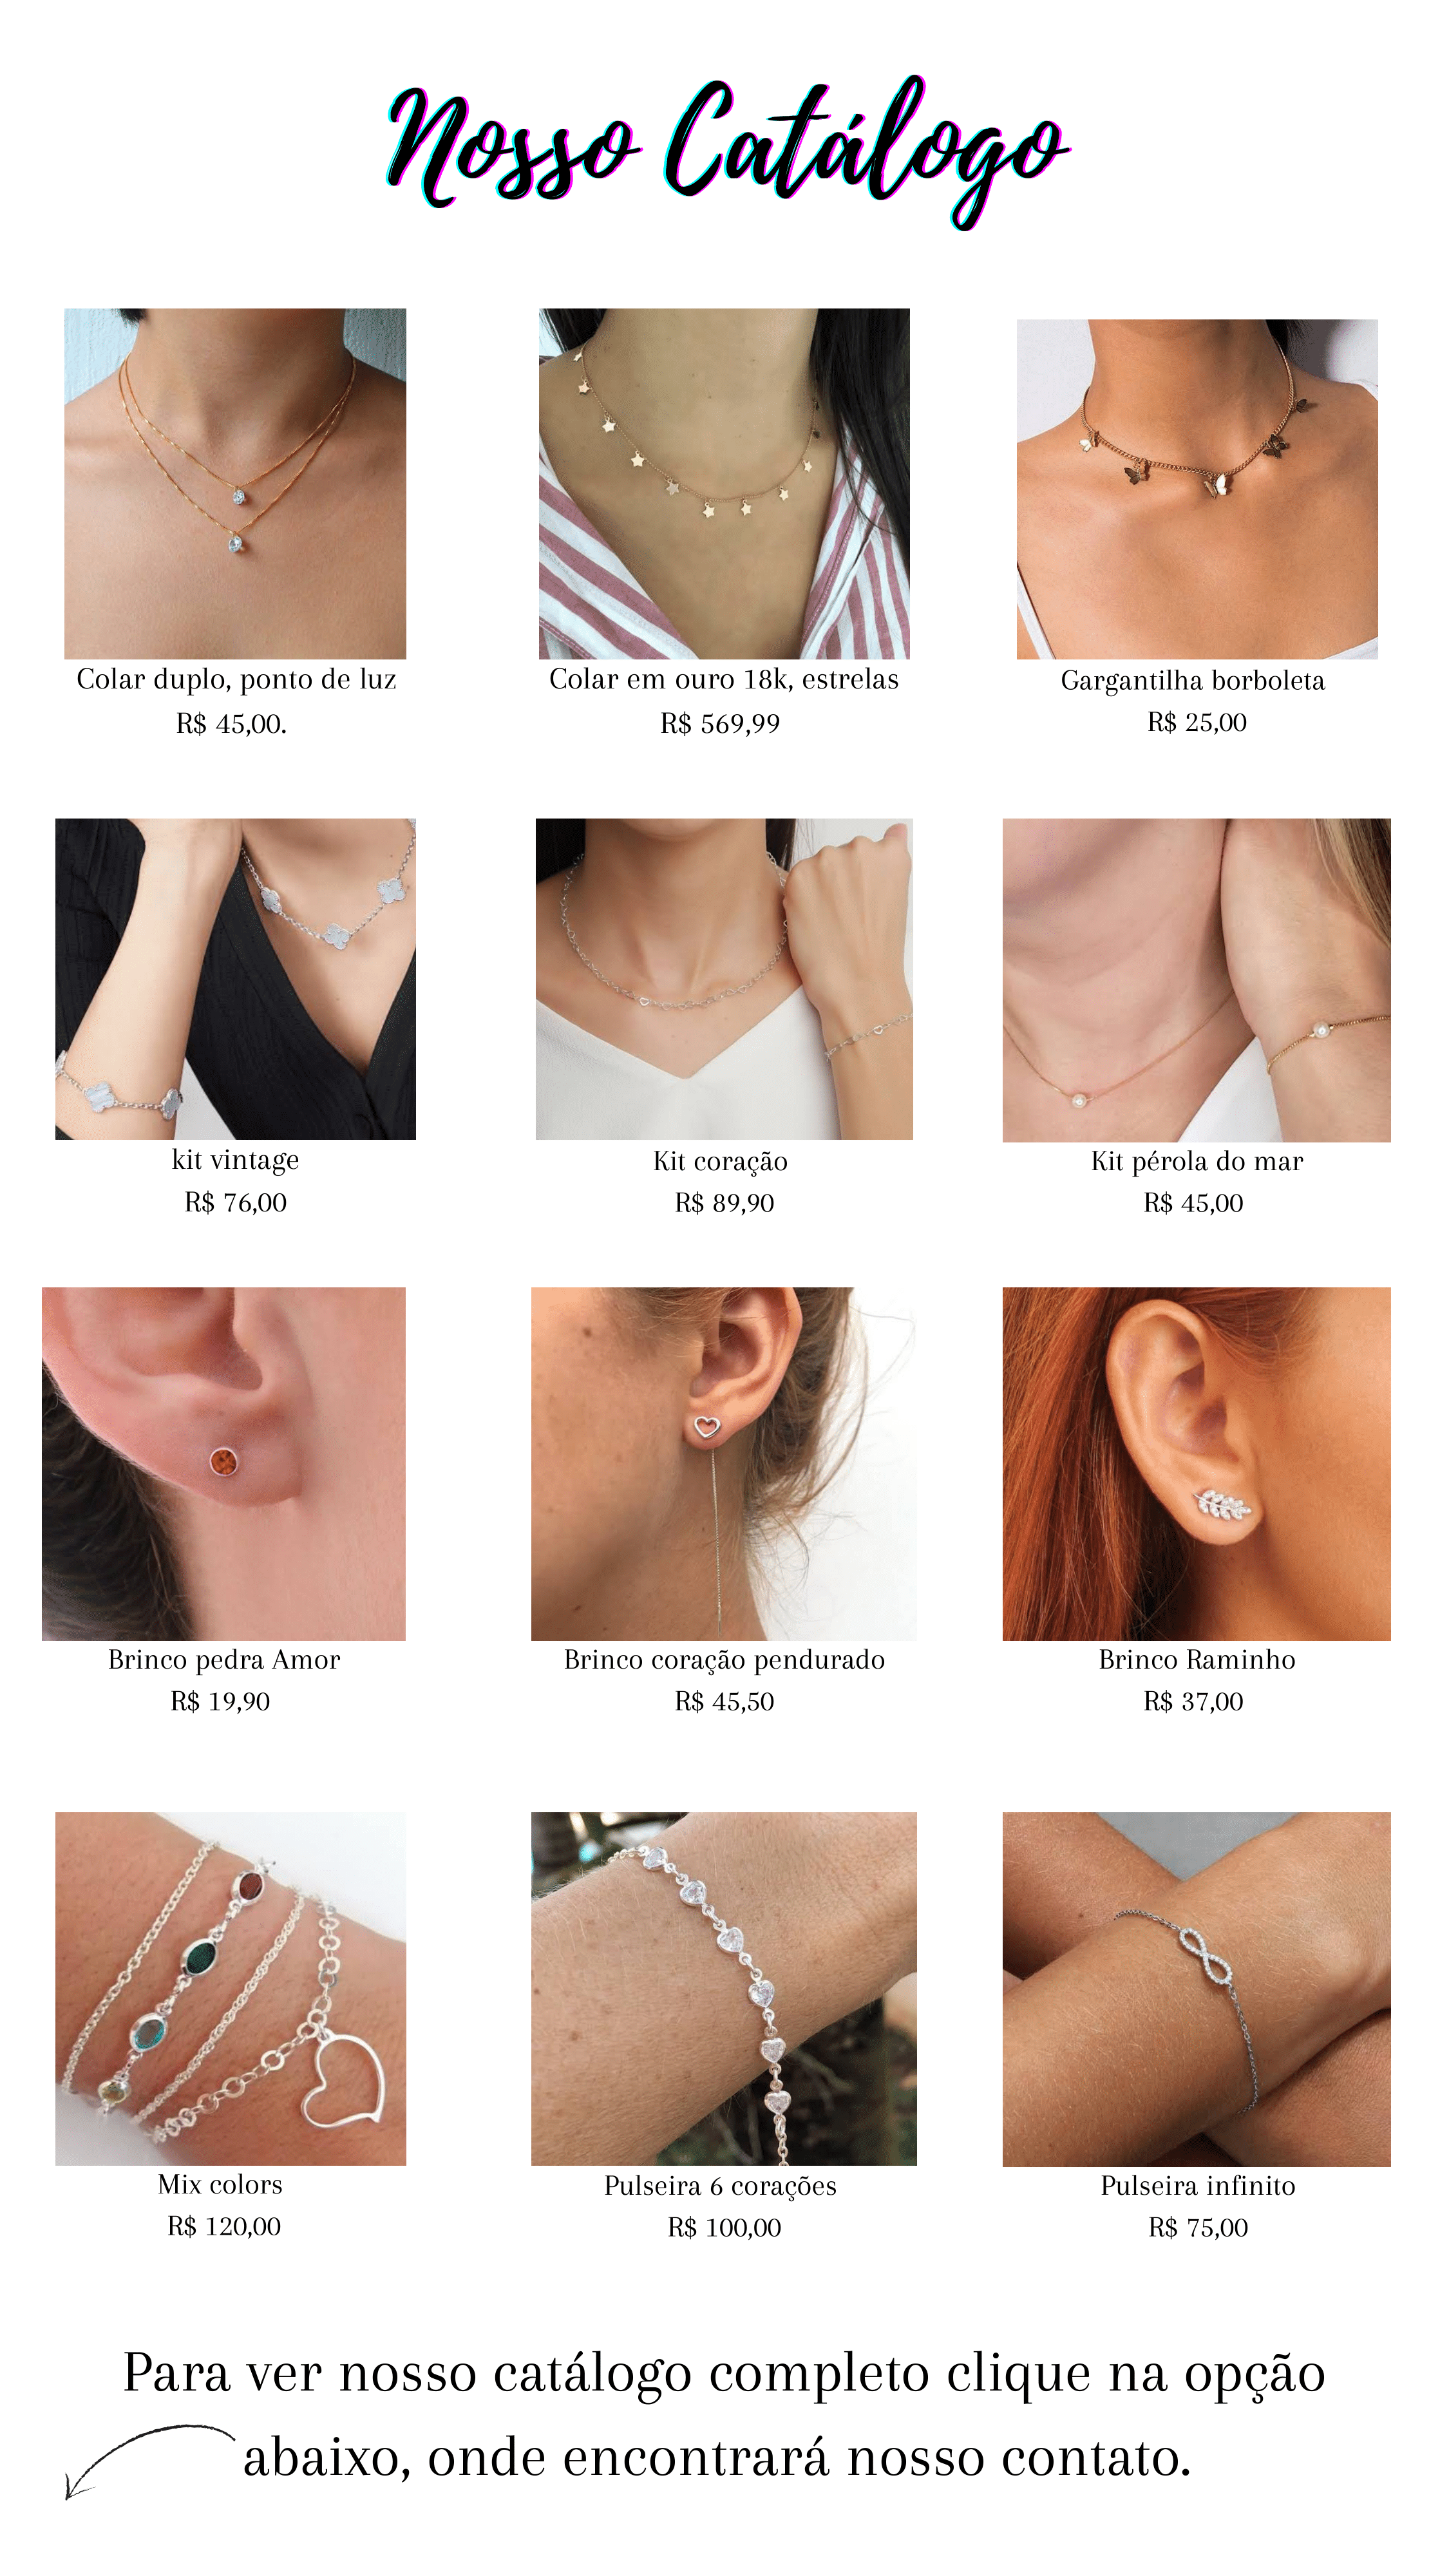 Nosso Catálogo
Colar duplo, ponto de luz
R$ 45,00.
Colar em ouro 18k, estrelas
R$ 569,99
Gargantilha borboleta
R$ 25,00
kit vintage
R$ 76,00
Kit coração
R$ 89,90
Kit pérola do mar
R$ 45,00
Brinco pedra Amor
R$ 19,90
Brinco coração pendurado
R$ 45,50
Brinco Raminho
R$ 37,00
Mix colors
R$ 120,00
Pulseira 6 corações
R$ 100,00
Pulseira infinito
R$ 75,00
Para ver nosso catálogo completo clique na opção
abaixo, onde encontrará nosso contato.